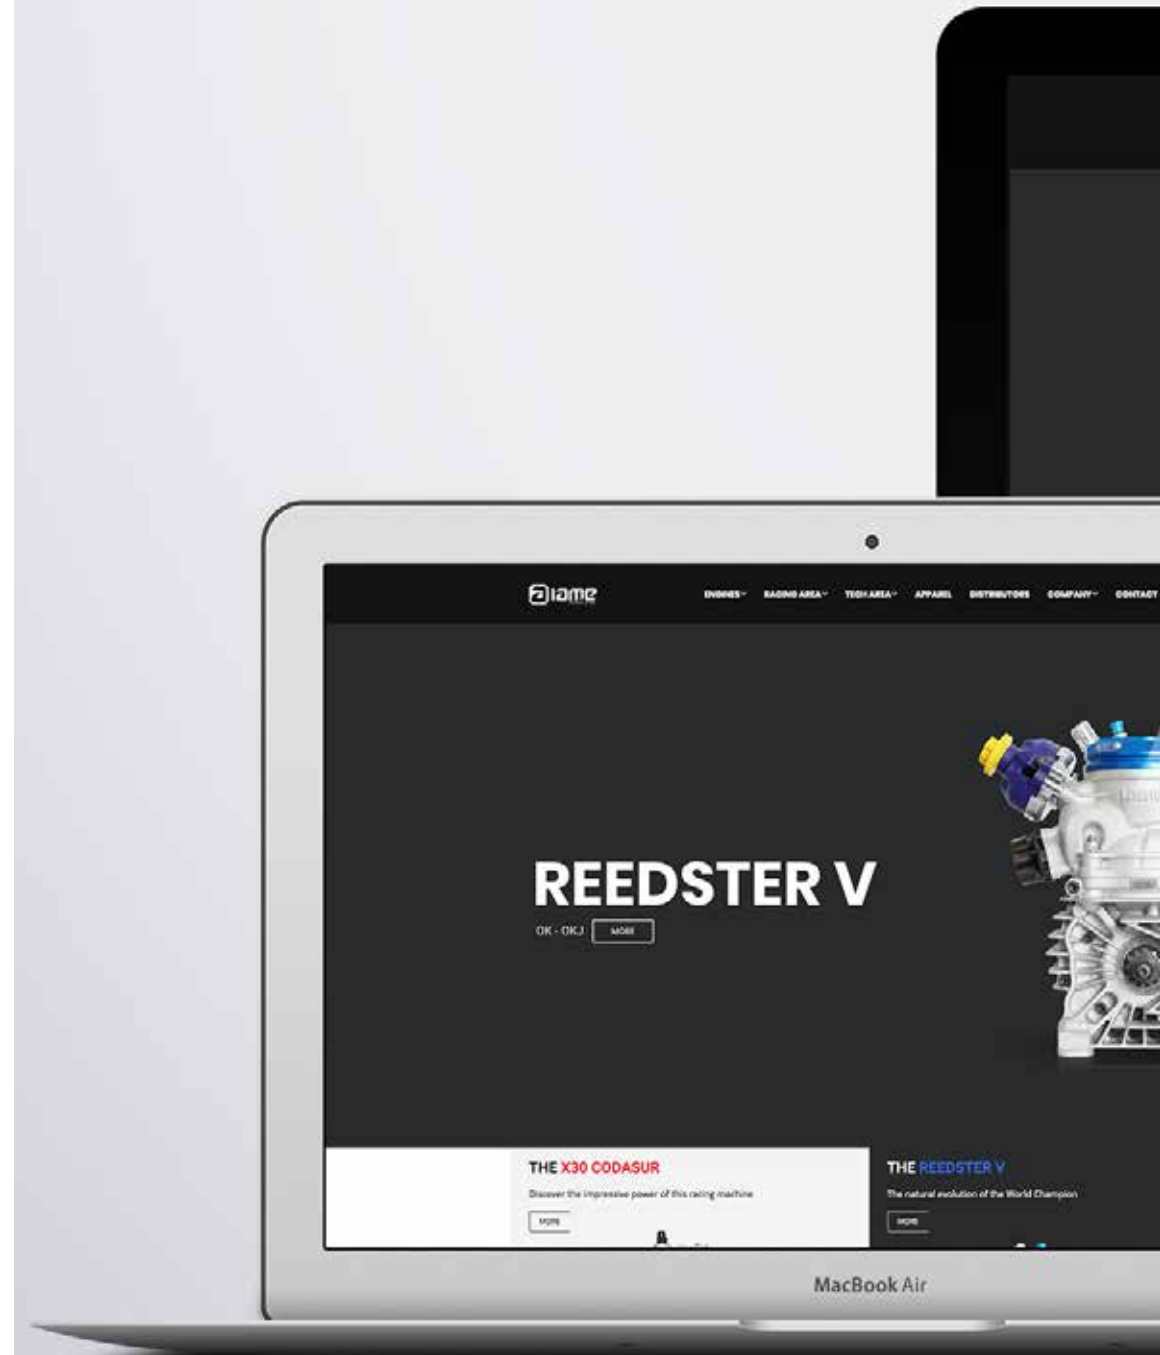 iame
ENGINES RACING AREA TECH AREA APPAREL DISTRIBUTORS COMPANY CONTACT
REEDSTER V
OK - OKJ MORE
THE X30 CODASUR
Discover the impressive power of this racing machine
MORE
THE REEDSTER V
The natural evolution of the World Champion
MORE
MacBook Air